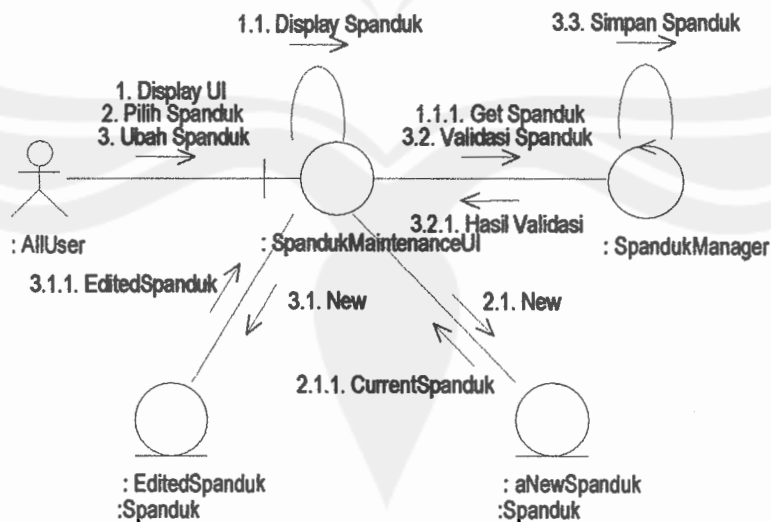 1.1. Display Spanduk
3.3. Simpan Spanduk
1. Display UI
2. Pilih Spanduk
3. Ubah Spanduk
1.1.1. Get Spanduk
3.2. Validasi Spanduk
3.2.1. Hasil Validasi
: AllUser
: SpandukMaintenanceUI
: SpandukManager
3.1.1. EditedSpanduk
3.1. New
2.1. New
2.1.1. CurrentSpanduk
: EditedSpanduk
:Spanduk
: aNewSpanduk
:Spanduk